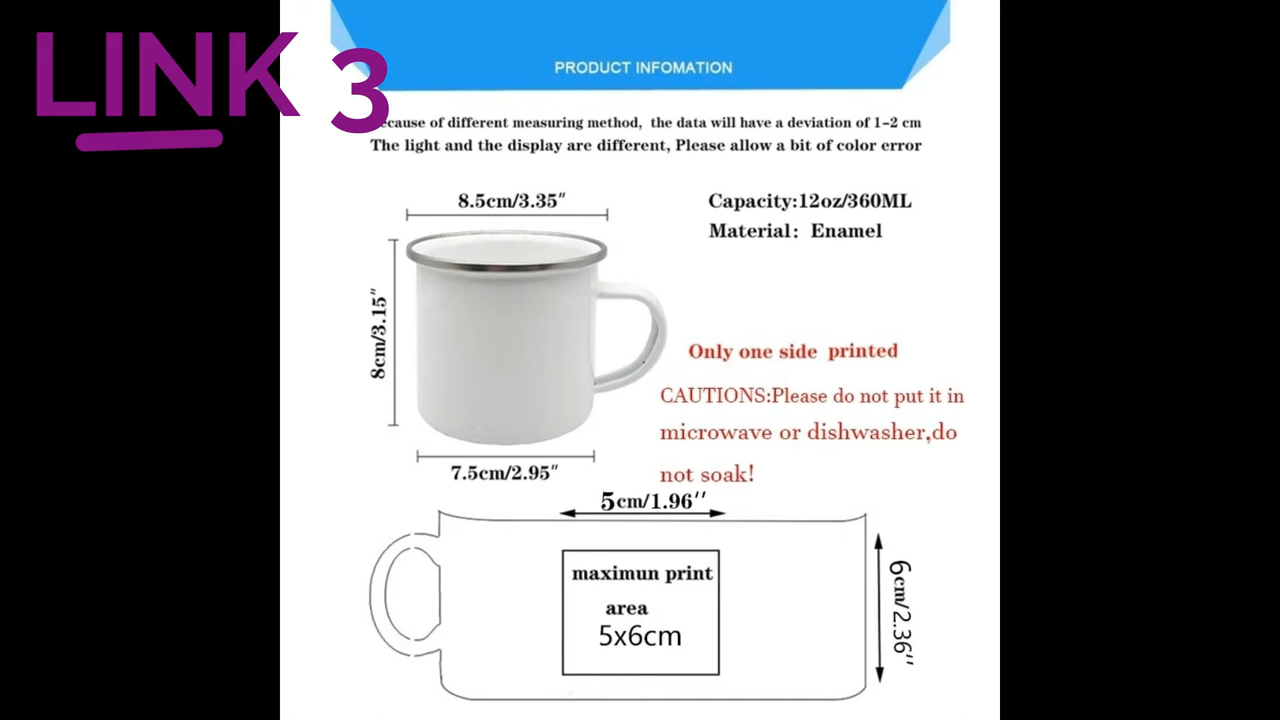 LINK 3
PRODUCT INFOMATION
ecause of different measuring method, the data will have a deviation of 1-2 cm
The light and the display are different, Please allow a bit of color error
8.5cm/3.35"
Capacity:12oz/360ML
Material: Enamel
8cm/3.15"
Only one side printed
CAUTIONS:Please do not put it in
microwave or dishwasher,do
not soak!
7.5cm/2.95"
5cm/1.96''
maximun print
area
5x6cm
6cm/2.36''